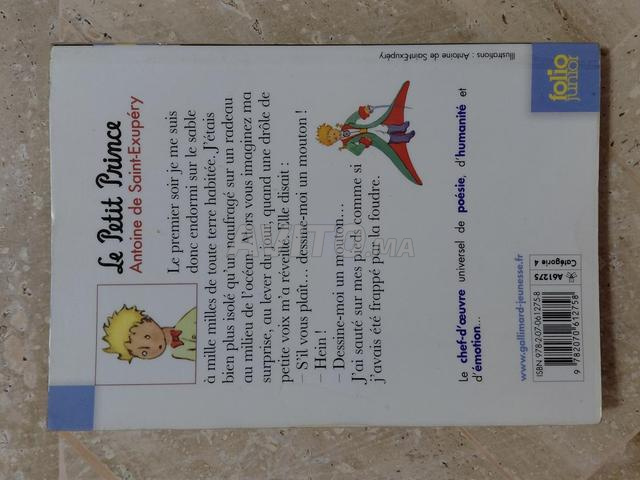 Le Petit Prince
Antoine de Saint-Exupéry
Le premier soir je me suis
donc endormi sur le sable
à mille milles de toute terre habitée. J'étais
bien plus isolé qu'un naufragé sur un radeau
au milieu de l'océan. Alors vous imaginez ma
surprise, au lever du jour, quand une drôle de
petite voix m'a réveillé. Elle disait :
– S'il vous plaît... dessine-moi un mouton !
– Hein !
– Dessine-moi un mouton...
J'ai sauté sur mes pieds comme si
j'avais été frappé par la foudre.
Le chef-d'œuvre universel de poésie, d'humanité et
d'émotion...
www.gallimard-jeunesse.fr
ISBN 978-2-07-061275-8
9 782070 612758
A61275
Catégorie 4
Illustrations : Antoine de Saint-Exupéry
folio
junior